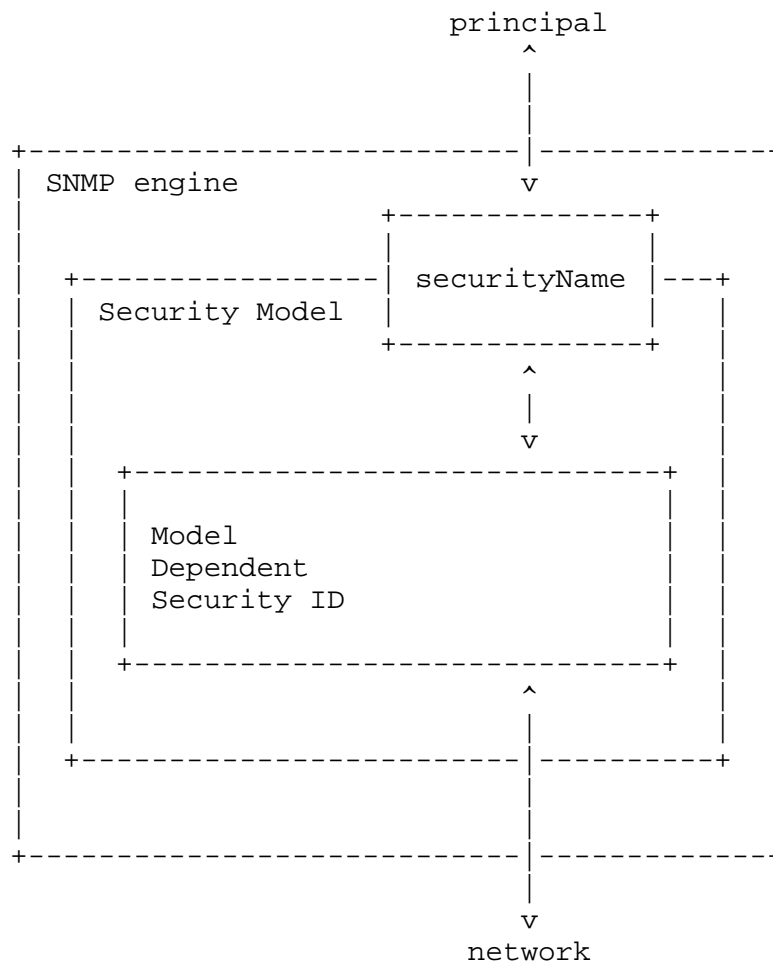 principal
SNMP engine
securityName
Security Model
Model
Dependent
Security ID
network